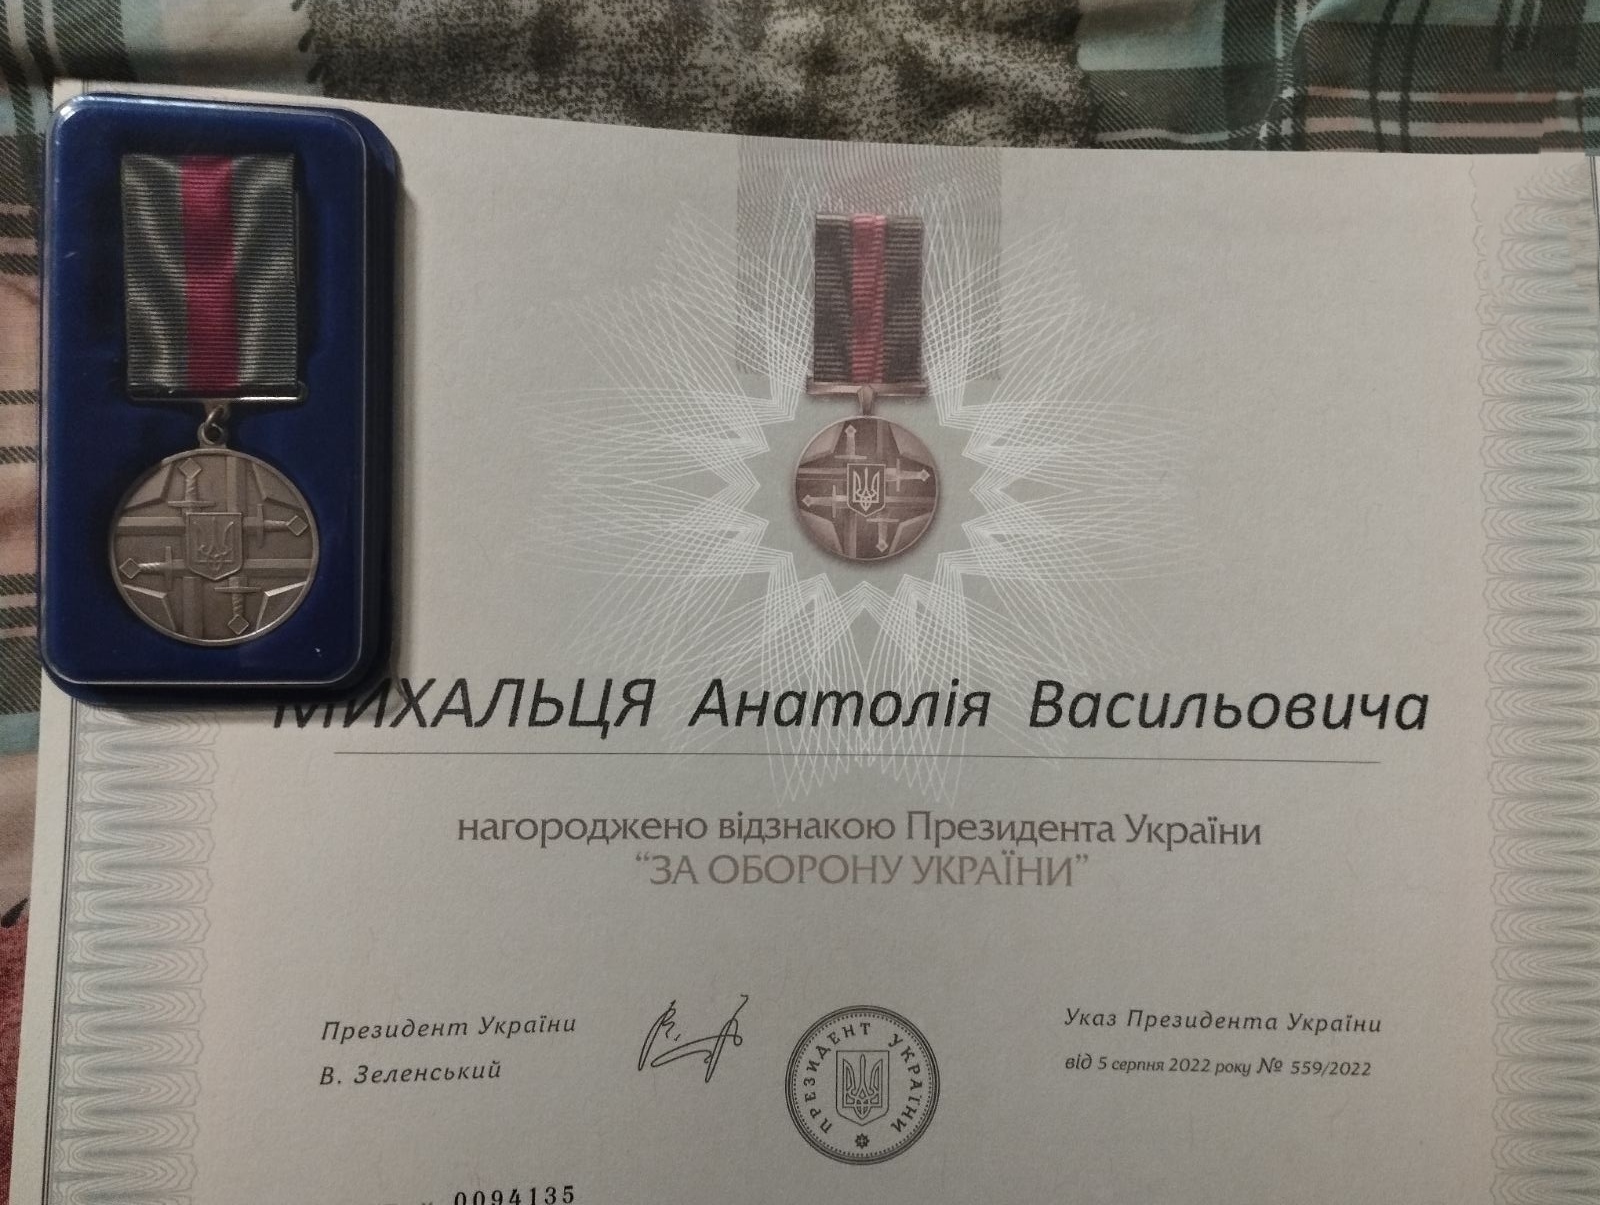 МИХАЛЬЦЯ Анатолія Васильовича
нагороджено відзнакою Президента України
“ЗА ОБОРОНУ УКРАЇНИ”
Президент України
В. Зеленський
ПРЕЗИДЕНТ УКРАЇНИ
Указ Президента України
від 5 серпня 2022 року № 559/2022
0094135